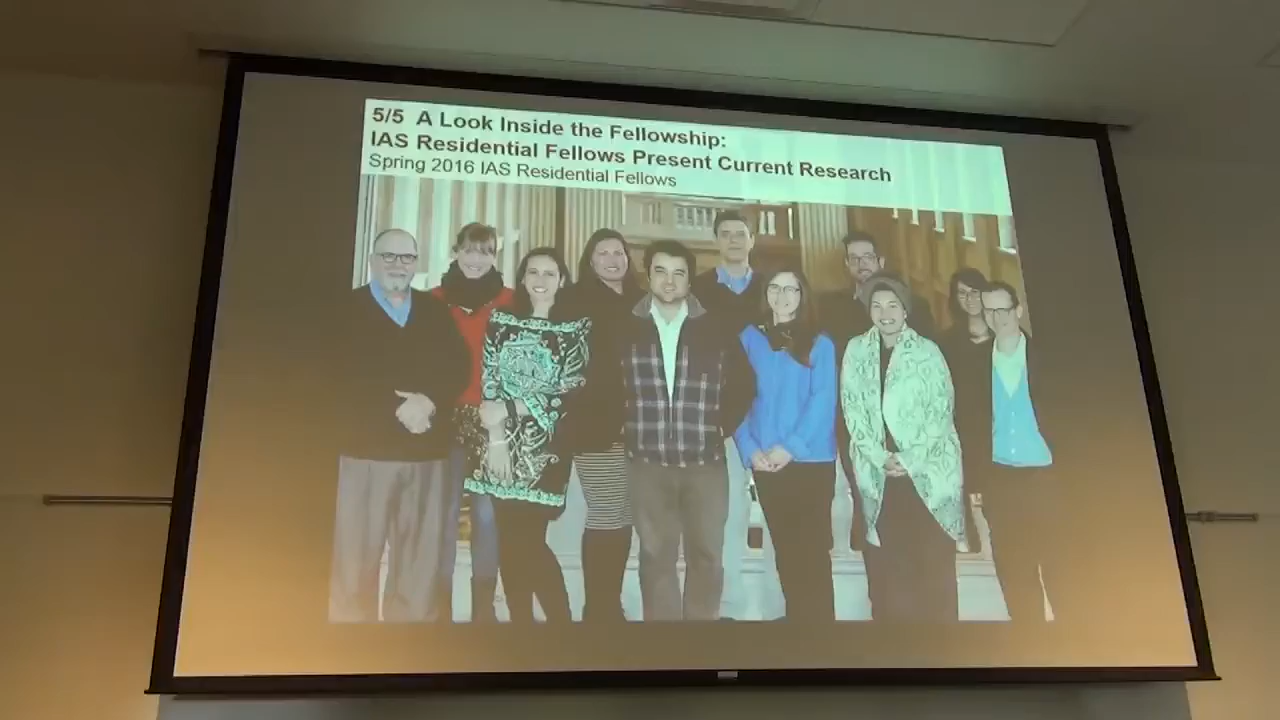 5/5 A Look Inside the Fellowship:
IAS Residential Fellows Present Current Research
Spring 2016 IAS Residential Fellows